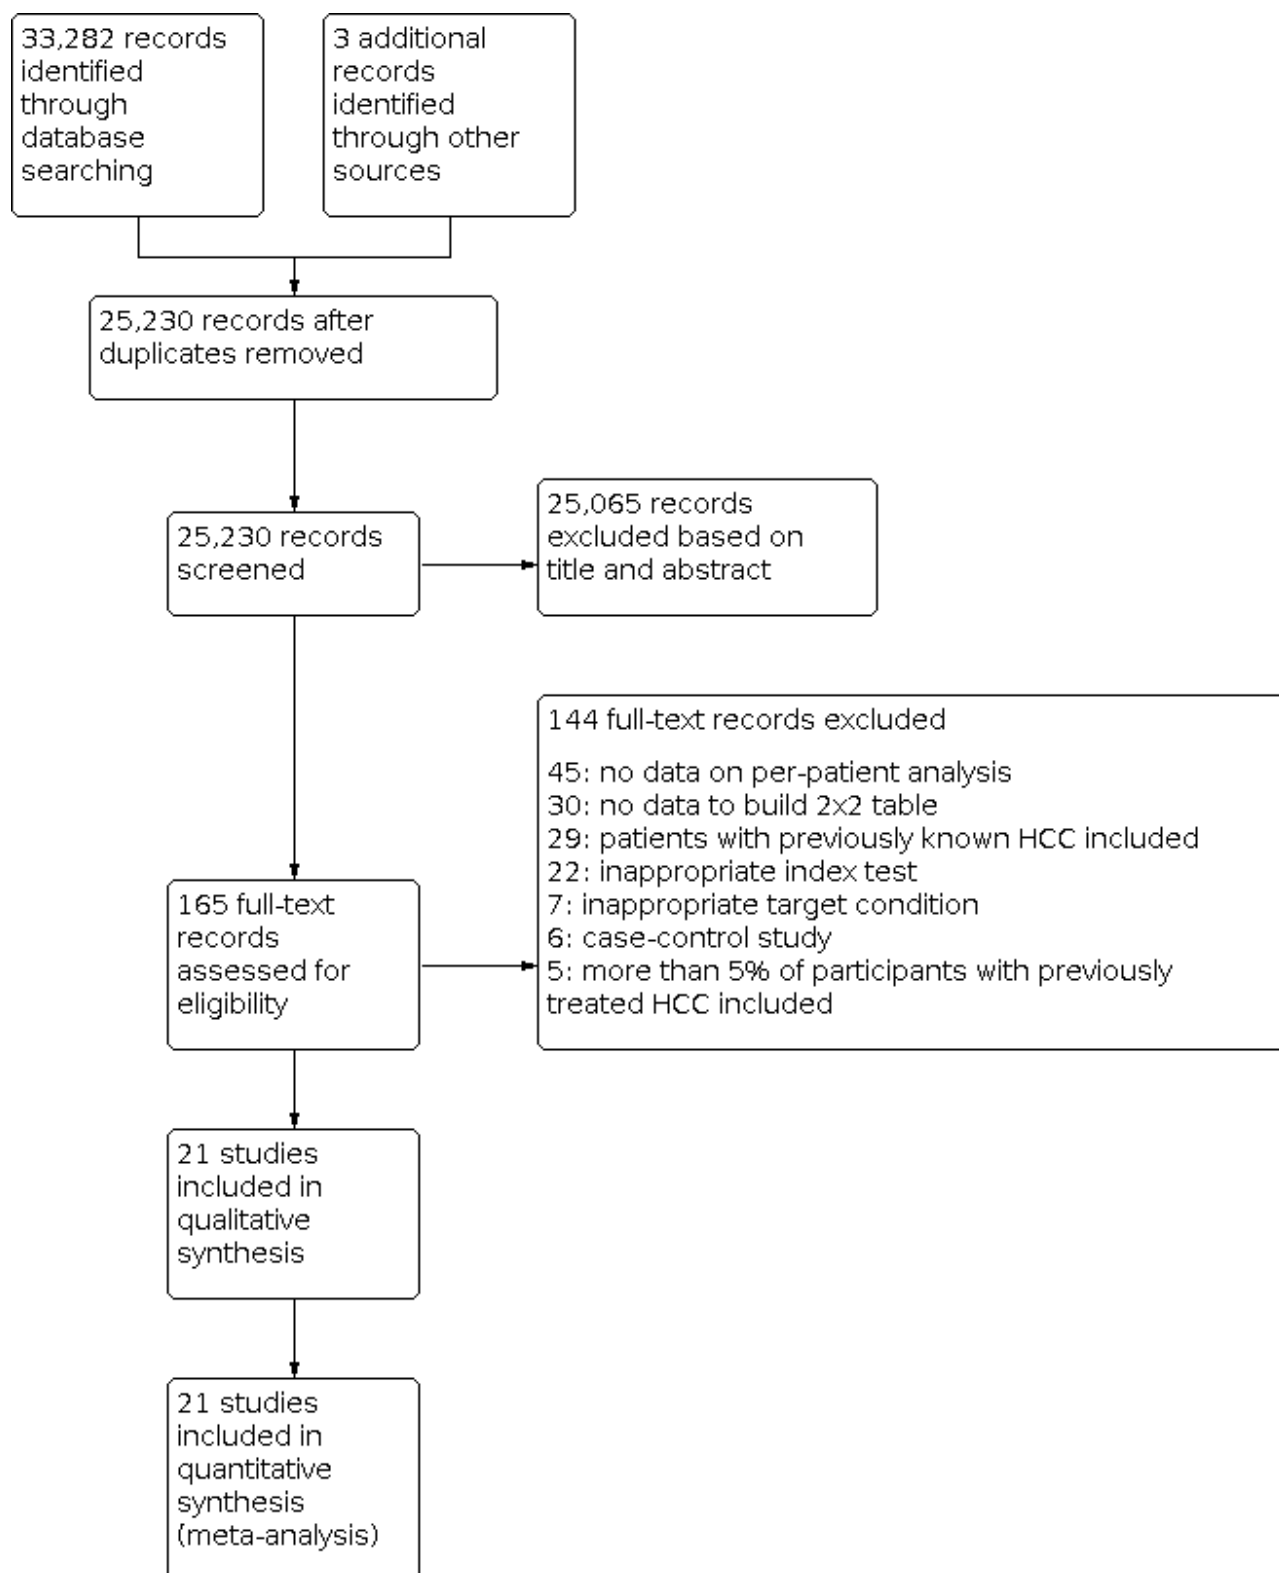 33,282 records
identified
through
database
searching
3 additional
records
identified
through other
sources
25,230 records after
duplicates removed
25,230 records
screened
25,065 records
excluded based on
title and abstract
144 full-text records excluded
45: no data on per-patient analysis
30: no data to build 2x2 table
29: patients with previously known HCC included
22: inappropriate index test
7: inappropriate target condition
6: case-control study
5: more than 5% of participants with previously
treated HCC included
165 full-text
records
assessed for
eligibility
21 studies
included in
qualitative
synthesis
21 studies
included in
quantitative
synthesis
(meta-analysis)